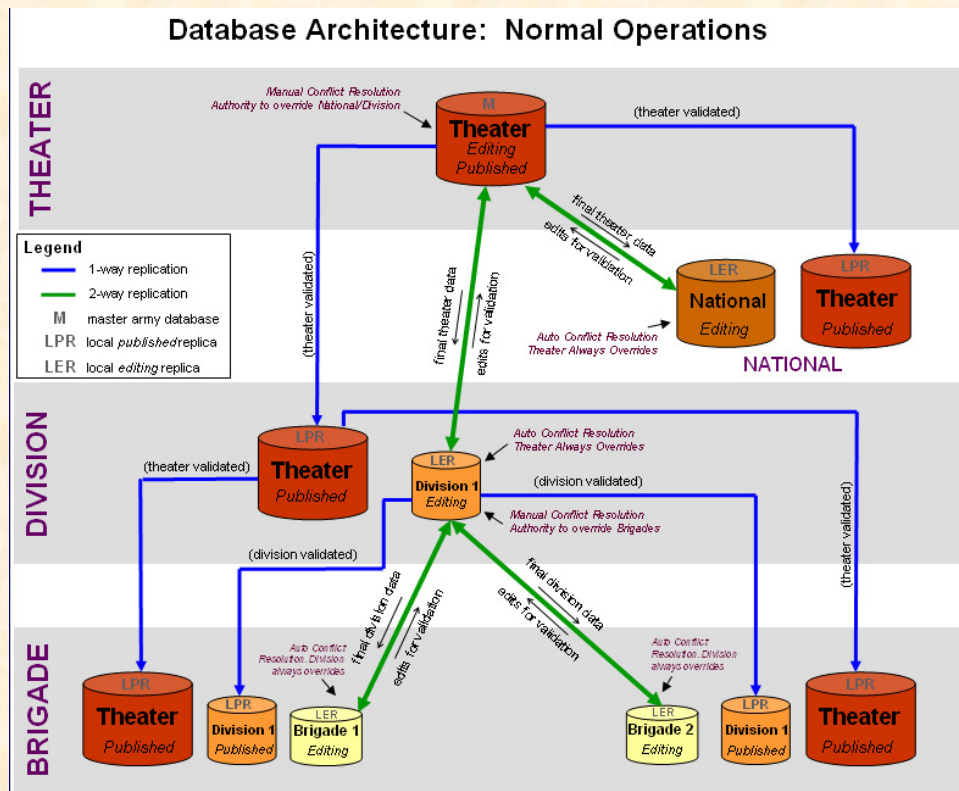 Database Architecture: Normal Operations
THEATER
Manual Conflict Resolution
Authority to override National/Division
M
Theater
Editing
Published
(theater validated)
(theater validated)
final theater data
edits for validation
Legend
1-way replication
2-way replication
M master army database
LPR local published replica
LER local editing replica
final theater data
edits for validation
LER
National
Editing
LPR
Theater
Published
Auto Conflict Resolution
Theater Always Overrides
NATIONAL
DIVISION
LPR
Theater
Published
(theater validated)
Auto Conflict Resolution
Theater Always Overrides
LER
Division 1
Editing
(division validated)
Manual Conflict Resolution
Authority to override Brigades
(division validated)
(theater validated)
final division data
edits for validation
final division data
edits for validation
BRIGADE
Auto Conflict
Resolution. Division
always overrides
Auto Conflict
Resolution. Division
always overrides
LPR
Theater
Published
LPR
Division 1
Published
LER
Brigade 1
Editing
LER
Brigade 2
Editing
LPR
Division 1
Published
LPR
Theater
Published